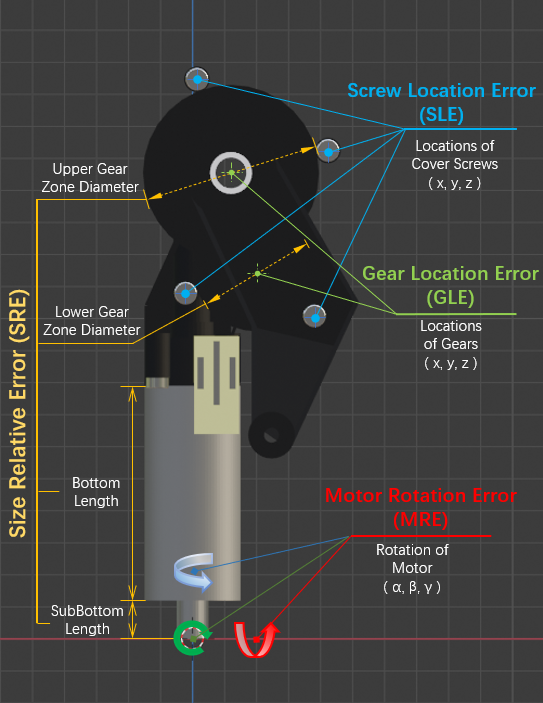 Screw Location Error
(SLE)
Locations of
Cover Screws
( x, y, z )
Upper Gear
Zone Diameter
Gear Location Error
(GLE)
Locations
of Gears
( x, y, z )
Lower Gear
Zone Diameter
Size Relative Error (SRE)
Bottom
Length
Motor Rotation Error
(MRE)
Rotation of
Motor
( α, β, γ )
SubBottom
Length